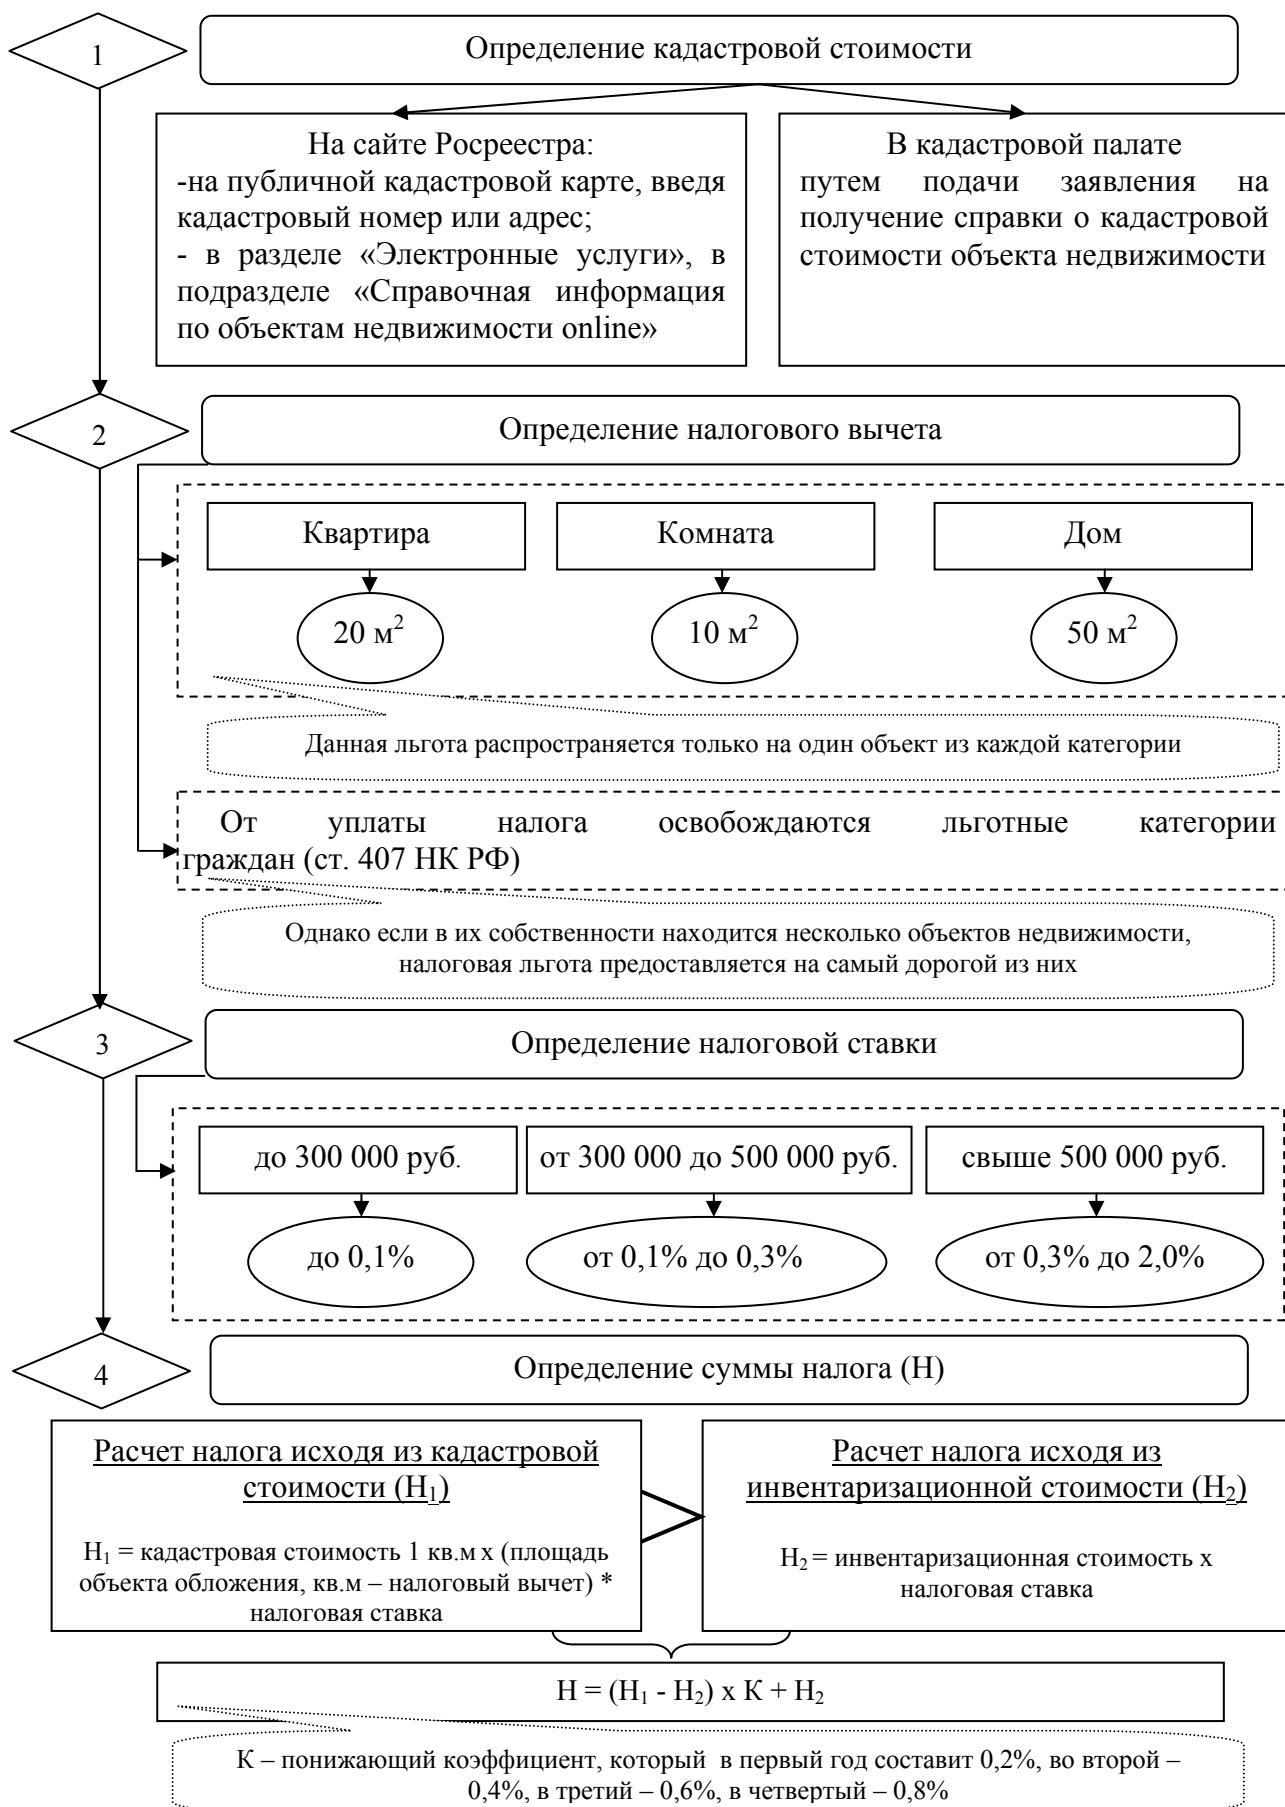 1
Определение кадастровой стоимости
На сайте Росреестра:
-на публичной кадастровой карте, введя
кадастровый номер или адрес;
- в разделе «Электронные услуги», в
подразделе «Справочная информация
по объектам недвижимости online»
В кадастровой палате
путем подачи заявления на
получение справки о кадастровой
стоимости объекта недвижимости
2
Определение налогового вычета
Квартира
Комната
Дом
20 м²
10 м²
50 м²
Данная льгота распространяется только на один объект из каждой категории
От уплаты налога освобождаются льготные категории
граждан (ст. 407 НК РФ)
Однако если в их собственности находится несколько объектов недвижимости,
налоговая льгота предоставляется на самый дорогой из них
3
Определение налоговой ставки
до 300 000 руб.
от 300 000 до 500 000 руб.
свыше 500 000 руб.
до 0,1%
от 0,1% до 0,3%
от 0,3% до 2,0%
4
Определение суммы налога (Н)
Расчет налога исходя из кадастровой
стоимости (Н₁)
Н₁ = кадастровая стоимость 1 кв.м х (площадь
объекта обложения, кв.м – налоговый вычет) *
налоговая ставка
Расчет налога исходя из
инвентаризационной стоимости (Н₂)
Н₂ = инвентаризационная стоимость х
налоговая ставка
Н = (Н₁ - Н₂) х К + Н₂
К – понижающий коэффициент, который в первый год составит 0,2%, во второй –
0,4%, в третий – 0,6%, в четвертый – 0,8%